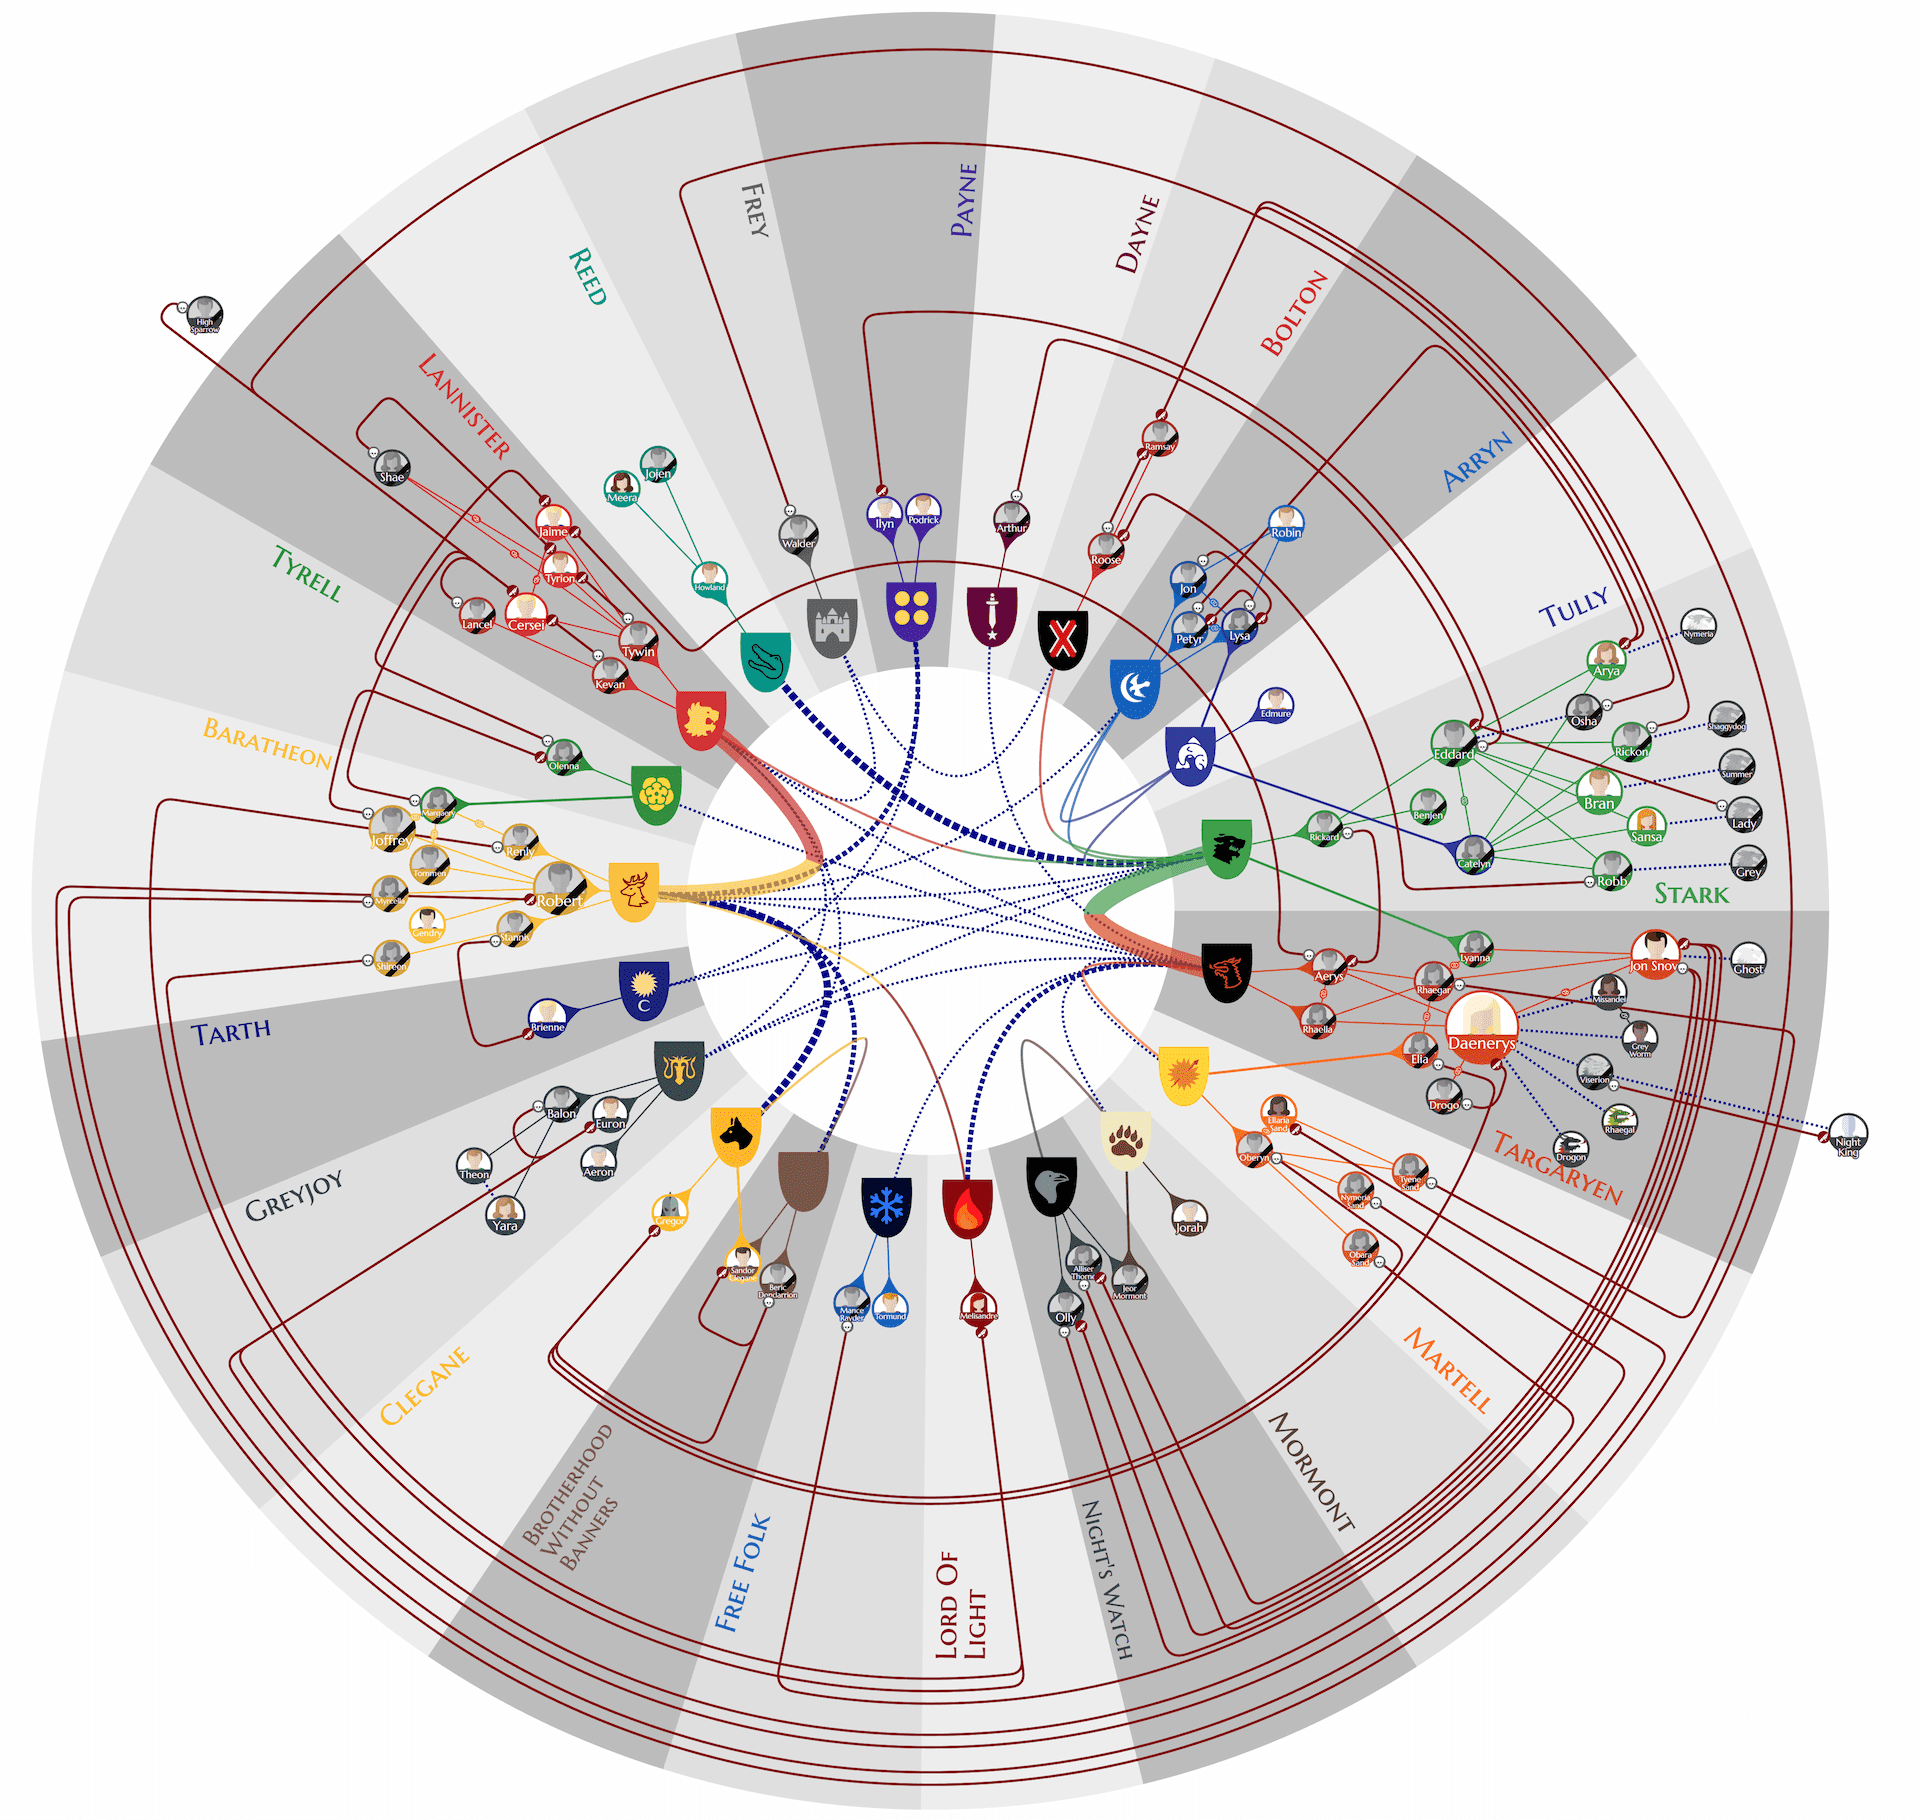 PAYNE
DAYNE
FREY
REED
BOLTON
LANNISTER
ARRYN
TYRELL
TULLY
BARATHEON
STARK
TARTH
TARGARYEN
GREYJOY
MARTELL
CLEGANE
MORMONT
BROTHERHOOD
WITHOUT
BANNERS
FREE FOLK
LORD OF
LIGHT
NIGHT'S WATCH
High
Sparrow
Shae
Jaime
Tyrion
Lancel
Cersei
Tywin
Kevan
Meera
Jojen
Howland
Walder
Ilyn
Podrick
Arthur
Ramsay
Roose
Robin
Jon
Petyr
Lysa
Edmure
Arya
Nymeria
Osha
Eddard
Rickon
Shaggydog
Bran
Summer
Benjen
Rickard
Sansa
Lady
Catelyn
Robb
Grey
Lyanna
Jon Snow
Ghost
Aerys
Rhaegar
Rhaella
Missandei
Daenerys
Grey
Worm
Elia
Viserion
Drogo
Rhaegal
Drogon
Night
King
Ellaria
Sand
Oberyn
Tyene
Sand
Nymeria
Sand
Obara
Sand
Jorah
Jeor
Mormont
Alliser
Thorne
Olly
Melisandre
Tormund
Mance
Rayder
Beric
Dondarrion
Sandor
Clegane
Gregor
Balon
Euron
Theon
Aeron
Yara
Brienne
C
Olenna
Margaery
Joffrey
Renly
Tommen
Robert
Myrcella
Gendry
Stannis
Shireen